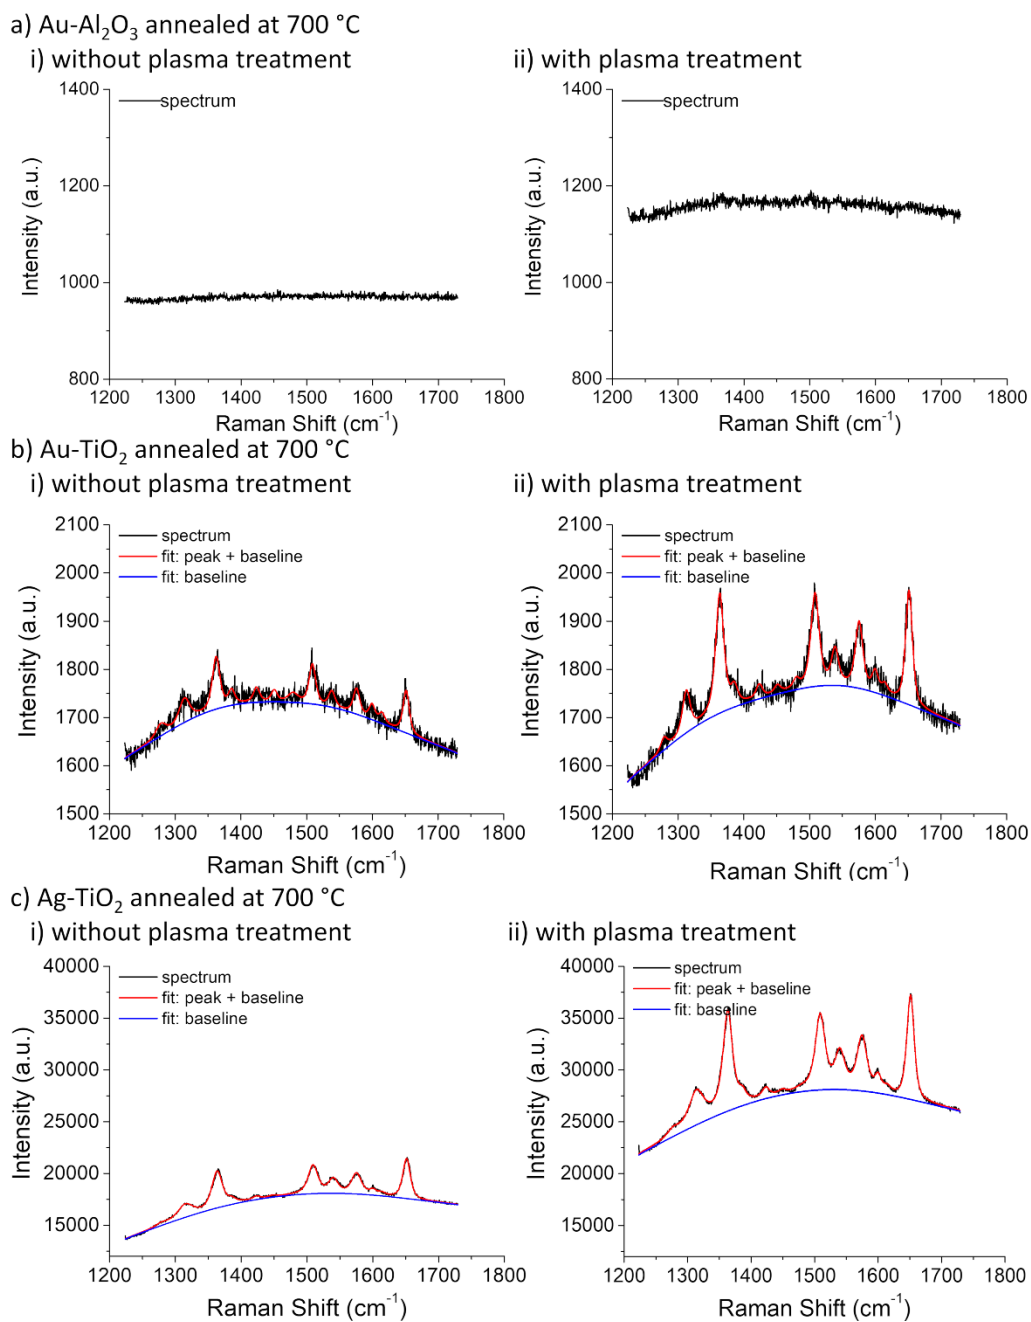 a) Au-Al₂O₃ annealed at 700 °C
i) without plasma treatment
ii) with plasma treatment
1400
1200
1000
800
Intensity (a.u.)
spectrum
1200 1300 1400 1500 1600 1700 1800
Raman Shift (cm⁻¹)
1400
1200
1000
800
Intensity (a.u.)
spectrum
1200 1300 1400 1500 1600 1700 1800
Raman Shift (cm⁻¹)
b) Au-TiO₂ annealed at 700 °C
i) without plasma treatment
ii) with plasma treatment
2100
2000
1900
1800
1700
1600
1500
Intensity (a.u.)
spectrum
fit: peak + baseline
fit: baseline
1200 1300 1400 1500 1600 1700 1800
Raman Shift (cm⁻¹)
2100
2000
1900
1800
1700
1600
1500
Intensity (a.u.)
spectrum
fit: peak + baseline
fit: baseline
1200 1300 1400 1500 1600 1700 1800
Raman Shift (cm⁻¹)
c) Ag-TiO₂ annealed at 700 °C
i) without plasma treatment
ii) with plasma treatment
40000
35000
30000
25000
20000
15000
Intensity (a.u.)
spectrum
fit: peak + baseline
fit: baseline
1200 1300 1400 1500 1600 1700 1800
Raman Shift (cm⁻¹)
40000
35000
30000
25000
20000
15000
Intensity (a.u.)
spectrum
fit: peak + baseline
fit: baseline
1200 1300 1400 1500 1600 1700 1800
Raman Shift (cm⁻¹)